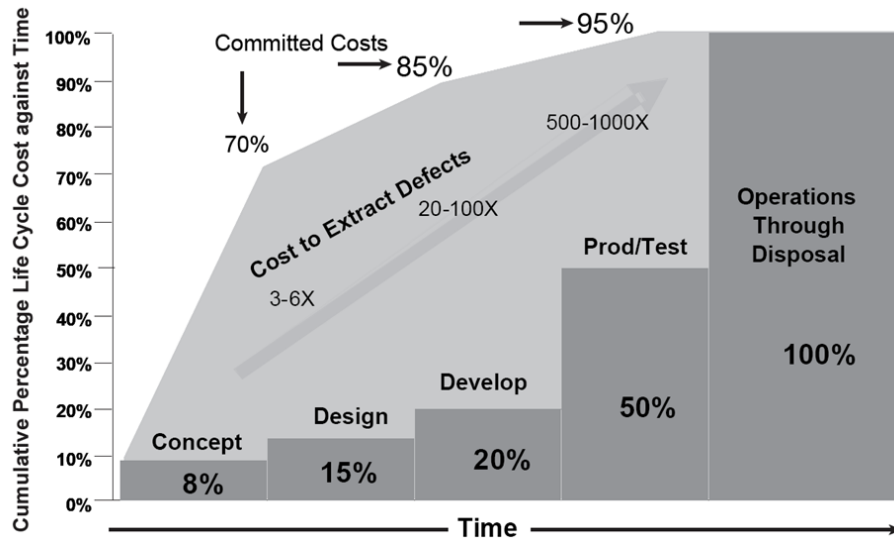 Cumulative Percentage Life Cycle Cost against Time
100%
90%
80%
70%
60%
50%
40%
30%
20%
10%
0%
Committed Costs
70%
85%
95%
Cost to Extract Defects
3-6X
20-100X
500-1000X
Concept
8%
Design
15%
Develop
20%
Prod/Test
50%
Operations
Through
Disposal
100%
Time